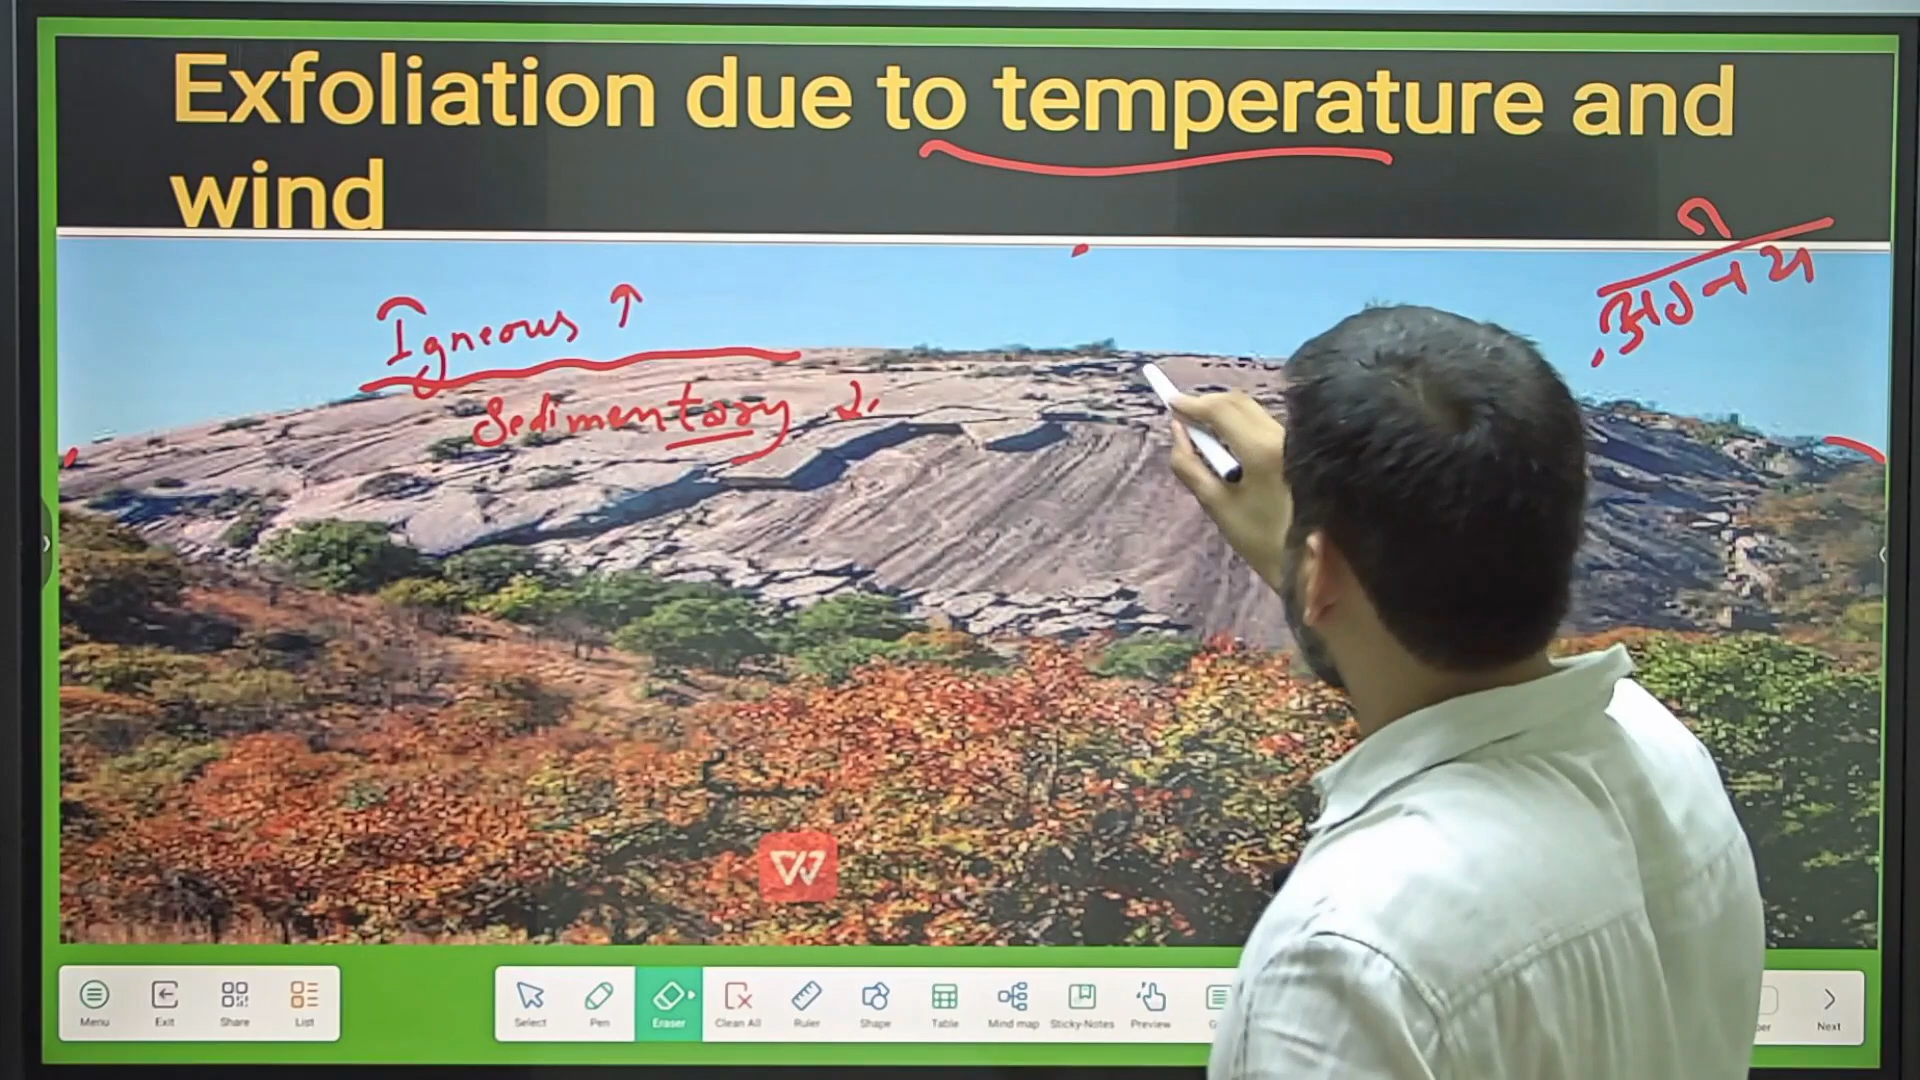 Exfoliation due to temperature and
wind
Igneous ↑
Sedimentary
Menu
Exit
Share
List
Select
Pen
Eraser
Clean All
Ruler
Shape
Table
Mind map
Sticky-Notes
Preview
Next